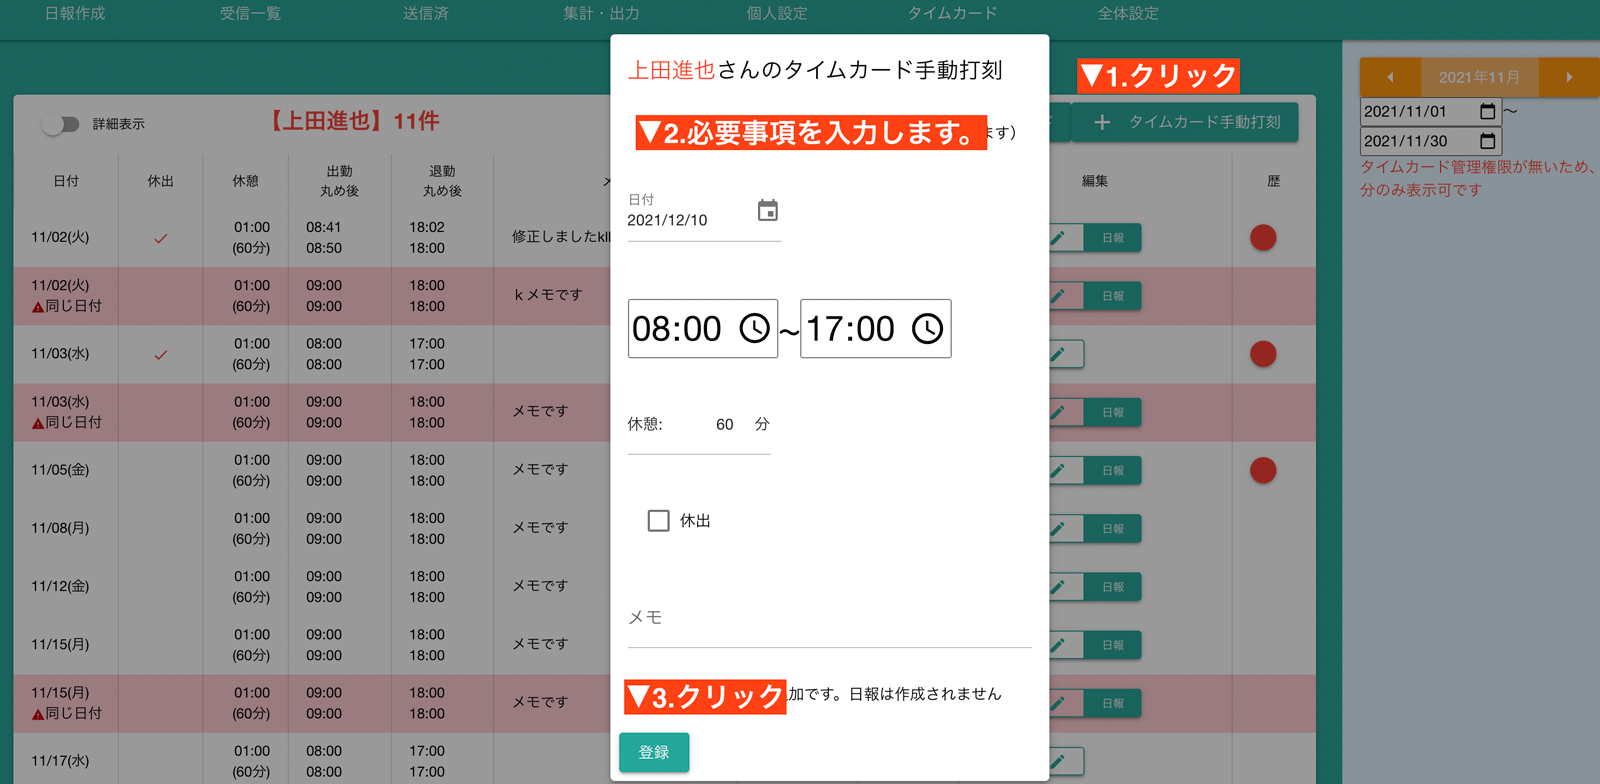 日報作成 受信一覧 送信済 集計・出力 個人設定 タイムカード 全体設定
詳細表示 【上田進也】11件
＋ タイムカード手動打刻
日付 休出 休憩 出勤 丸め後 退勤 丸め後 編集 歴
11/02(火) 01:00 (60分) 08:41 08:50 18:02 18:00 修正しましたkl 日報
11/02(火) ▲同じ日付 01:00 (60分) 09:00 09:00 18:00 18:00 kメモです 日報
11/03(水) 01:00 (60分) 08:00 08:00 17:00 17:00
11/03(水) ▲同じ日付 01:00 (60分) 09:00 09:00 18:00 18:00 メモです 日報
11/05(金) 01:00 (60分) 09:00 09:00 18:00 18:00 メモです 日報
11/08(月) 01:00 (60分) 09:00 09:00 18:00 18:00 メモです 日報
11/12(金) 01:00 (60分) 09:00 09:00 18:00 18:00 メモです 日報
11/15(月) 01:00 (60分) 09:00 09:00 18:00 18:00 メモです 日報
11/15(月) ▲同じ日付 01:00 (60分) 09:00 09:00 18:00 18:00 メモです 日報
11/17(水) 01:00 (60分) 08:00 08:00 17:00 17:00
上田進也さんのタイムカード手動打刻
▼1.クリック
▼2.必要事項を入力します。 ます）
日付
2021/12/10
08:00 〜 17:00
休憩: 60 分
休出
メモ
▼3.クリック 加です。日報は作成されません
登録
2021年11月
2021/11/01 〜
2021/11/30
タイムカード管理権限が無いため、
分のみ表示可です